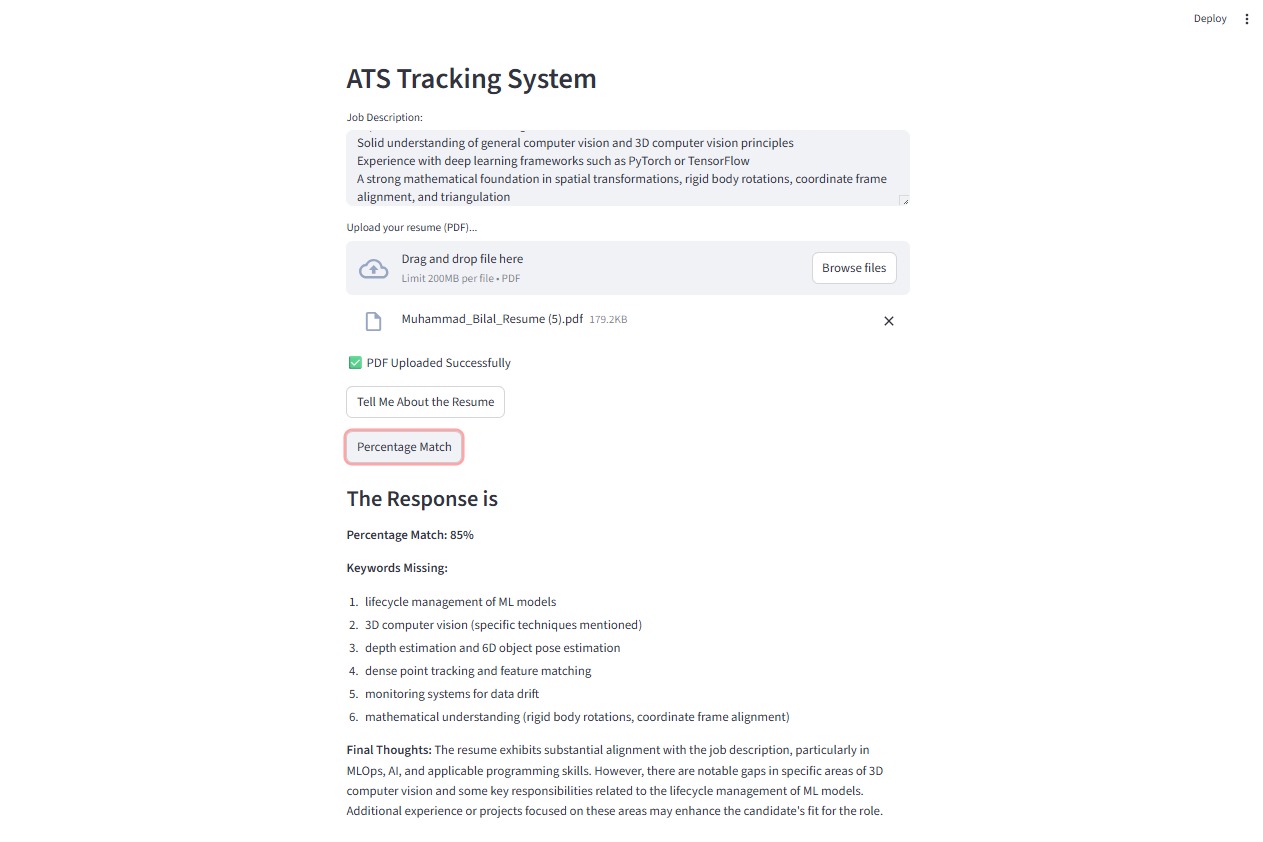 Deploy
ATS Tracking System
Job Description:
Solid understanding of general computer vision and 3D computer vision principles
Experience with deep learning frameworks such as PyTorch or TensorFlow
A strong mathematical foundation in spatial transformations, rigid body rotations, coordinate frame
alignment, and triangulation
Upload your resume (PDF)...
Drag and drop file here
Limit 200MB per file • PDF
Browse files
Muhammad_Bilal_Resume (5).pdf 179.2KB
✅ PDF Uploaded Successfully
Tell Me About the Resume
Percentage Match
The Response is
Percentage Match: 85%
Keywords Missing:
1. lifecycle management of ML models
2. 3D computer vision (specific techniques mentioned)
3. depth estimation and 6D object pose estimation
4. dense point tracking and feature matching
5. monitoring systems for data drift
6. mathematical understanding (rigid body rotations, coordinate frame alignment)
Final Thoughts: The resume exhibits substantial alignment with the job description, particularly in
MLOps, AI, and applicable programming skills. However, there are notable gaps in specific areas of 3D
computer vision and some key responsibilities related to the lifecycle management of ML models.
Additional experience or projects focused on these areas may enhance the candidate's fit for the role.